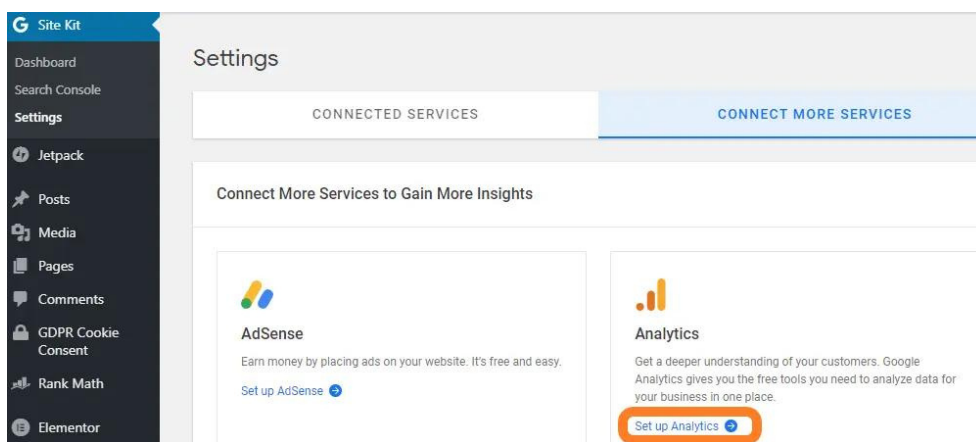 Site Kit
Dashboard
Search Console
Settings
Jetpack
Posts
Media
Pages
Comments
GDPR Cookie
Consent
Rank Math
Elementor
Settings
CONNECTED SERVICES
CONNECT MORE SERVICES
Connect More Services to Gain More Insights
AdSense
Earn money by placing ads on your website. It's free and easy.
Set up AdSense
Analytics
Get a deeper understanding of your customers. Google
Analytics gives you the free tools you need to analyze data for
your business in one place.
Set up Analytics